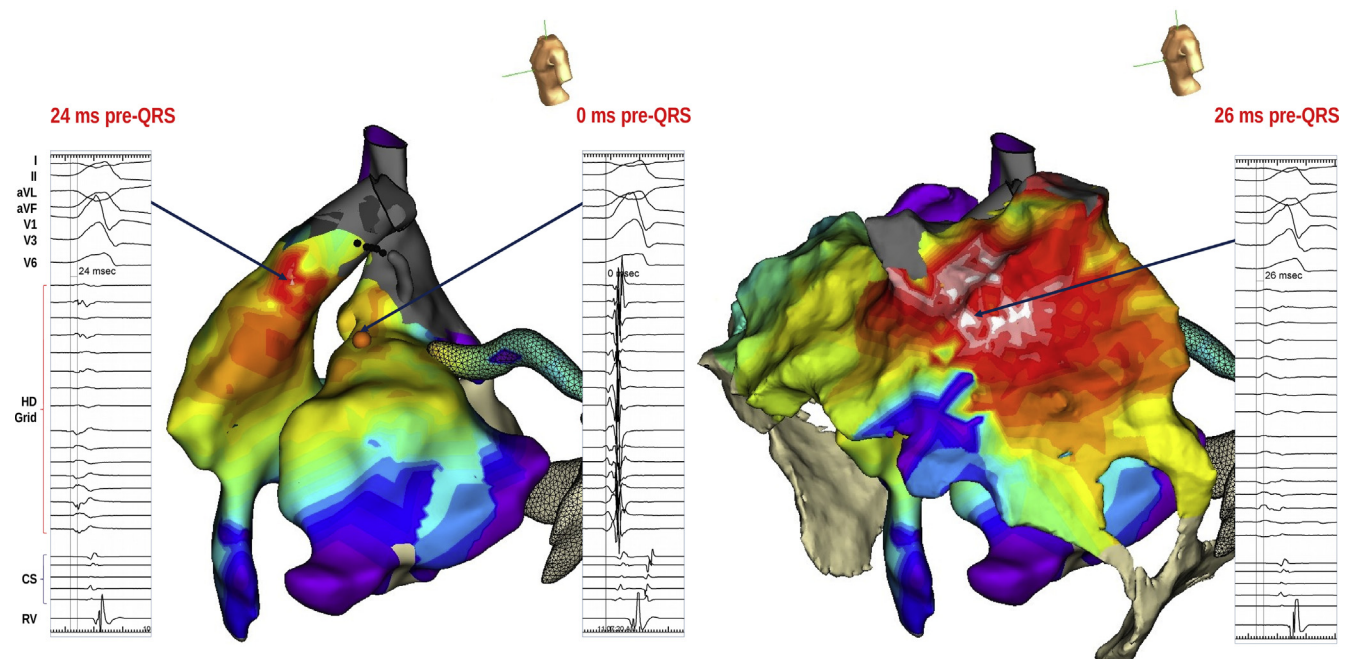 24 ms pre-QRS
0 ms pre-QRS
26 ms pre-QRS
I
II
aVL
aVF
V1
V3
V6
24 msec
0 msec
26 msec
HD
Grid
CS
RV